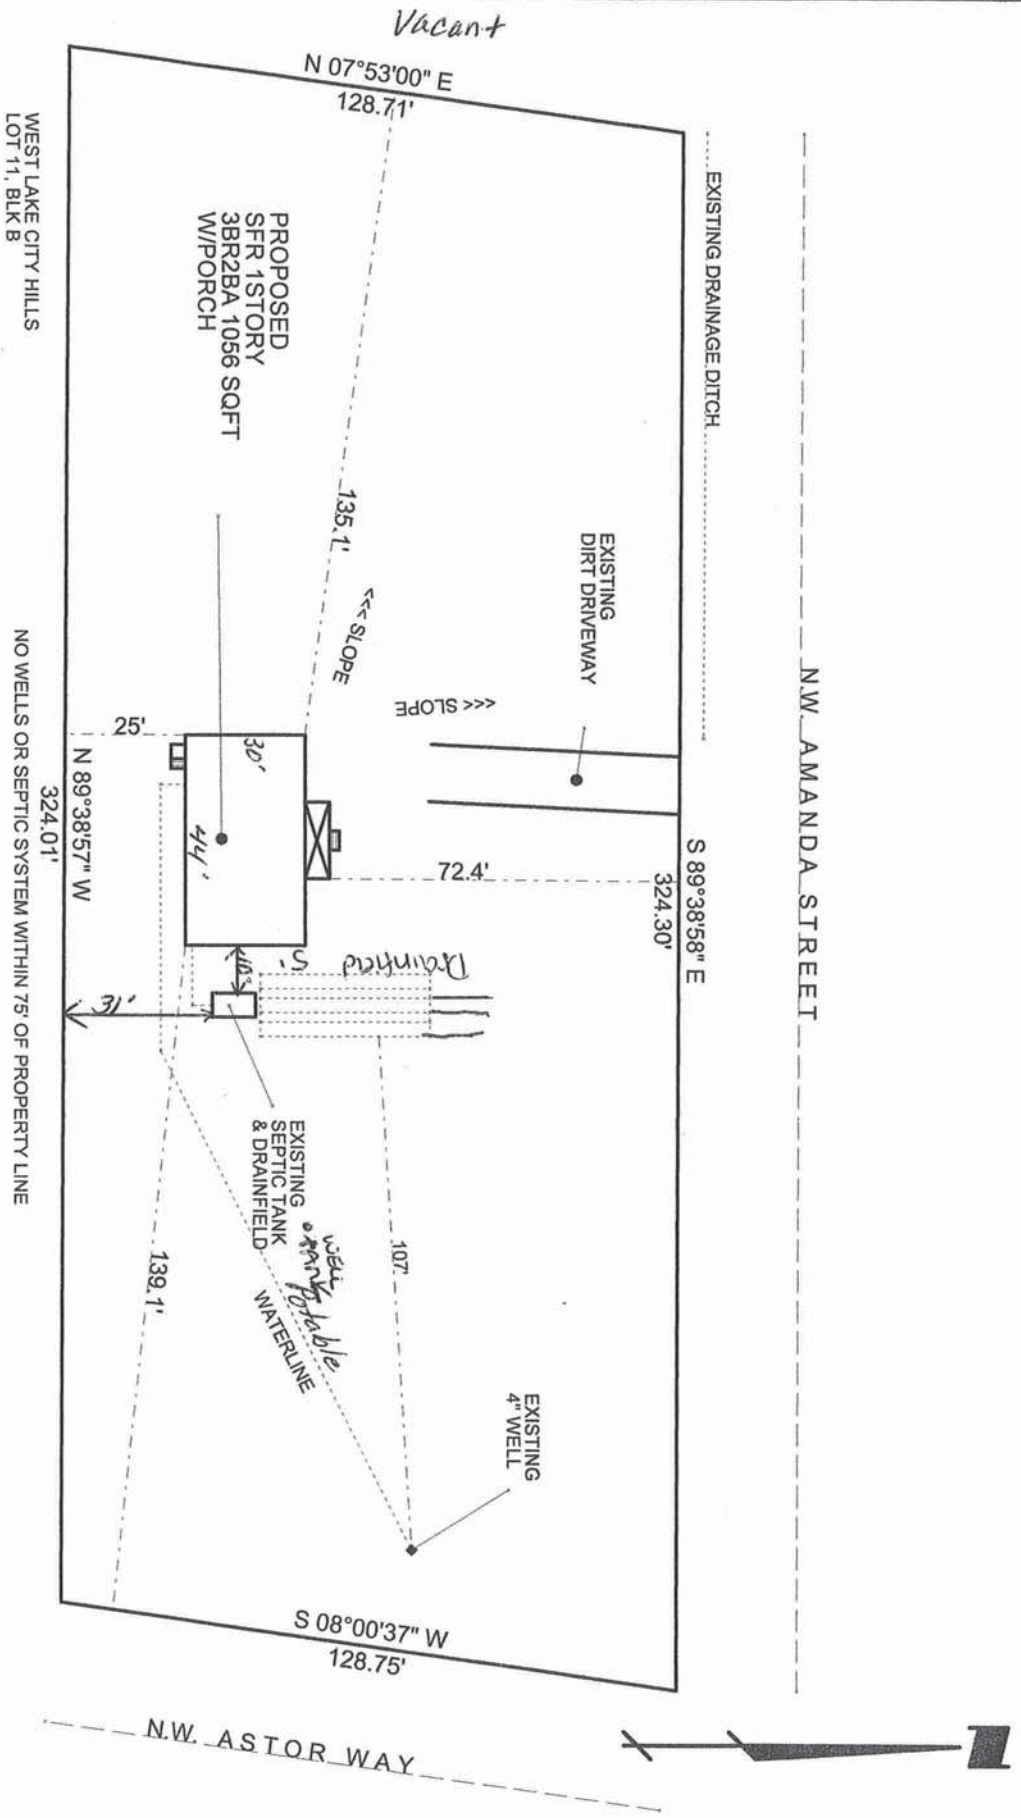 Vacant
N 07°53'00" E
128.71'
EXISTING DRAINAGE DITCH
N.W. AMANDA STREET
WEST LAKE CITY HILLS
LOT 11, BLK B
PROPOSED
SFR 1STORY
3BR2BA 1056 SQFT
W/PORCH
135.1'
<<< SLOPE
EXISTING
DIRT DRIVEWAY
<<< SLOPE
25'
30'
44'
72.4'
S 89°38'58" E
324.30'
N 89°38'57" W
324.01'
NO WELLS OR SEPTIC SYSTEM WITHIN 75' OF PROPERTY LINE
10'
5'
Drainfield
31'
EXISTING
SEPTIC TANK
& DRAINFIELD
well
Potable
WATERLINE
107'
139.1'
EXISTING
4" WELL
S 08°00'37" W
128.75'
N.W. ASTOR WAY